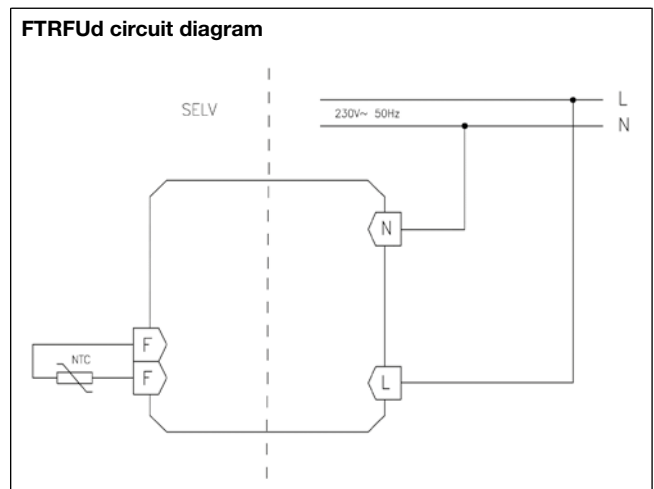 FTRFUd circuit diagram
SELV
230V~ 50Hz
L
N
N
F
NTC
F
L